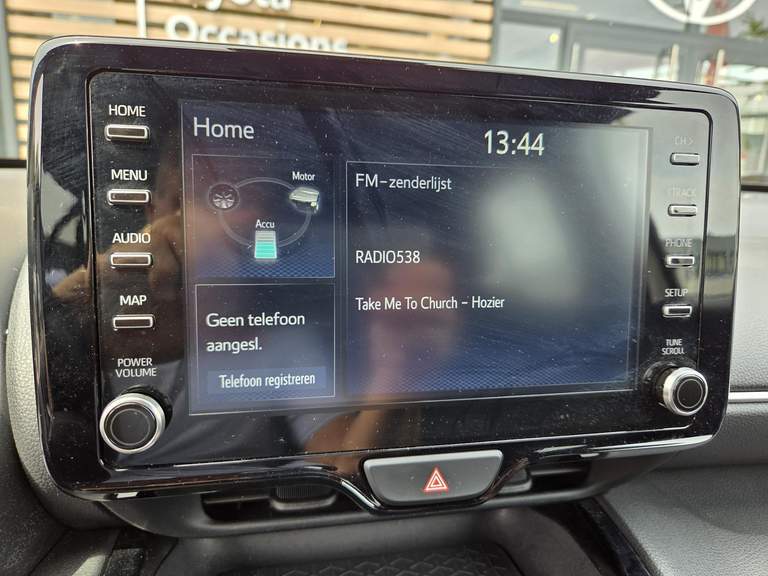 Toyota
Occasions
HOME
MENU
AUDIO
MAP
POWER
VOLUME
Home
13:44
Motor
Accu
Geen telefoon
aangesl.
Telefoon registreren
FM-zenderlijst
RADIO538
Take Me To Church - Hozier
CH >
TRACK
PHONE
SETUP
TUNE
SCROLL